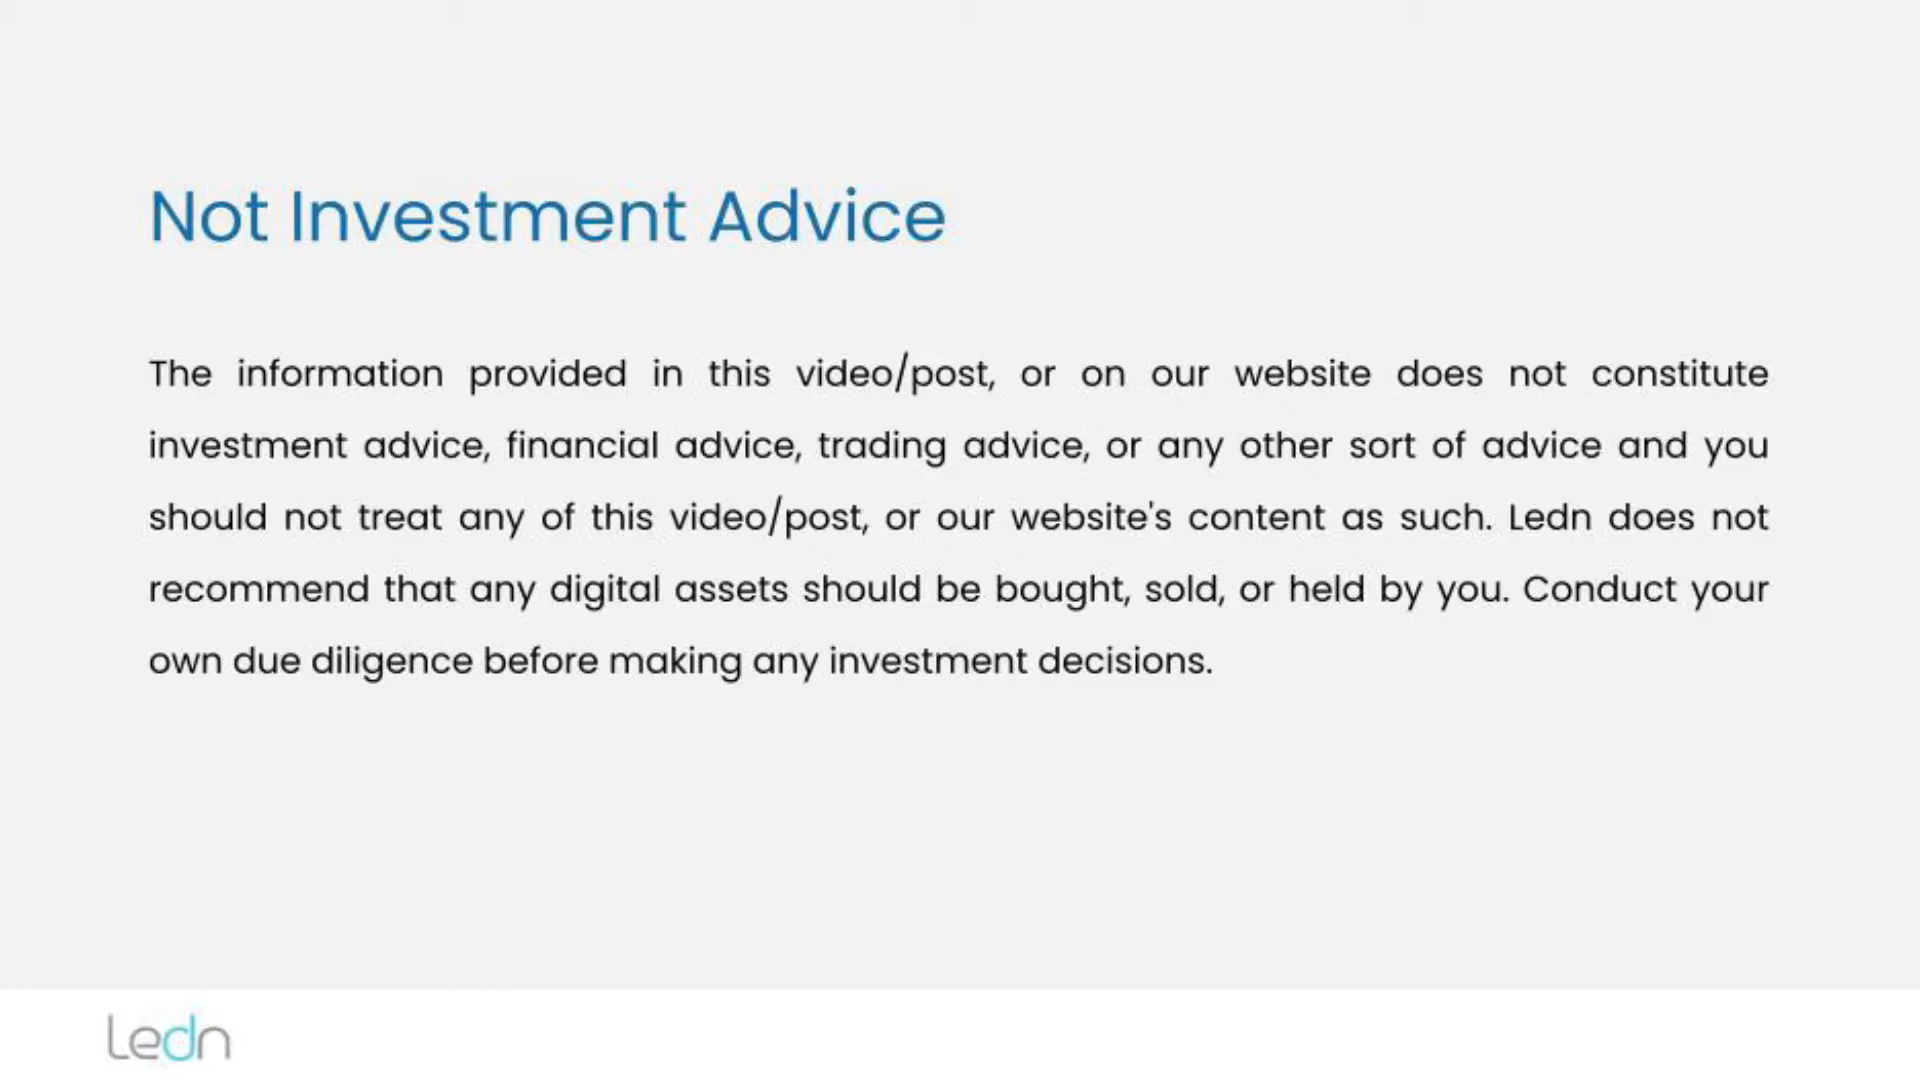 Not Investment Advice
The information provided in this video/post, or on our website does not constitute
investment advice, financial advice, trading advice, or any other sort of advice and you
should not treat any of this video/post, or our website's content as such. Ledn does not
recommend that any digital assets should be bought, sold, or held by you. Conduct your
own due diligence before making any investment decisions.
Ledn